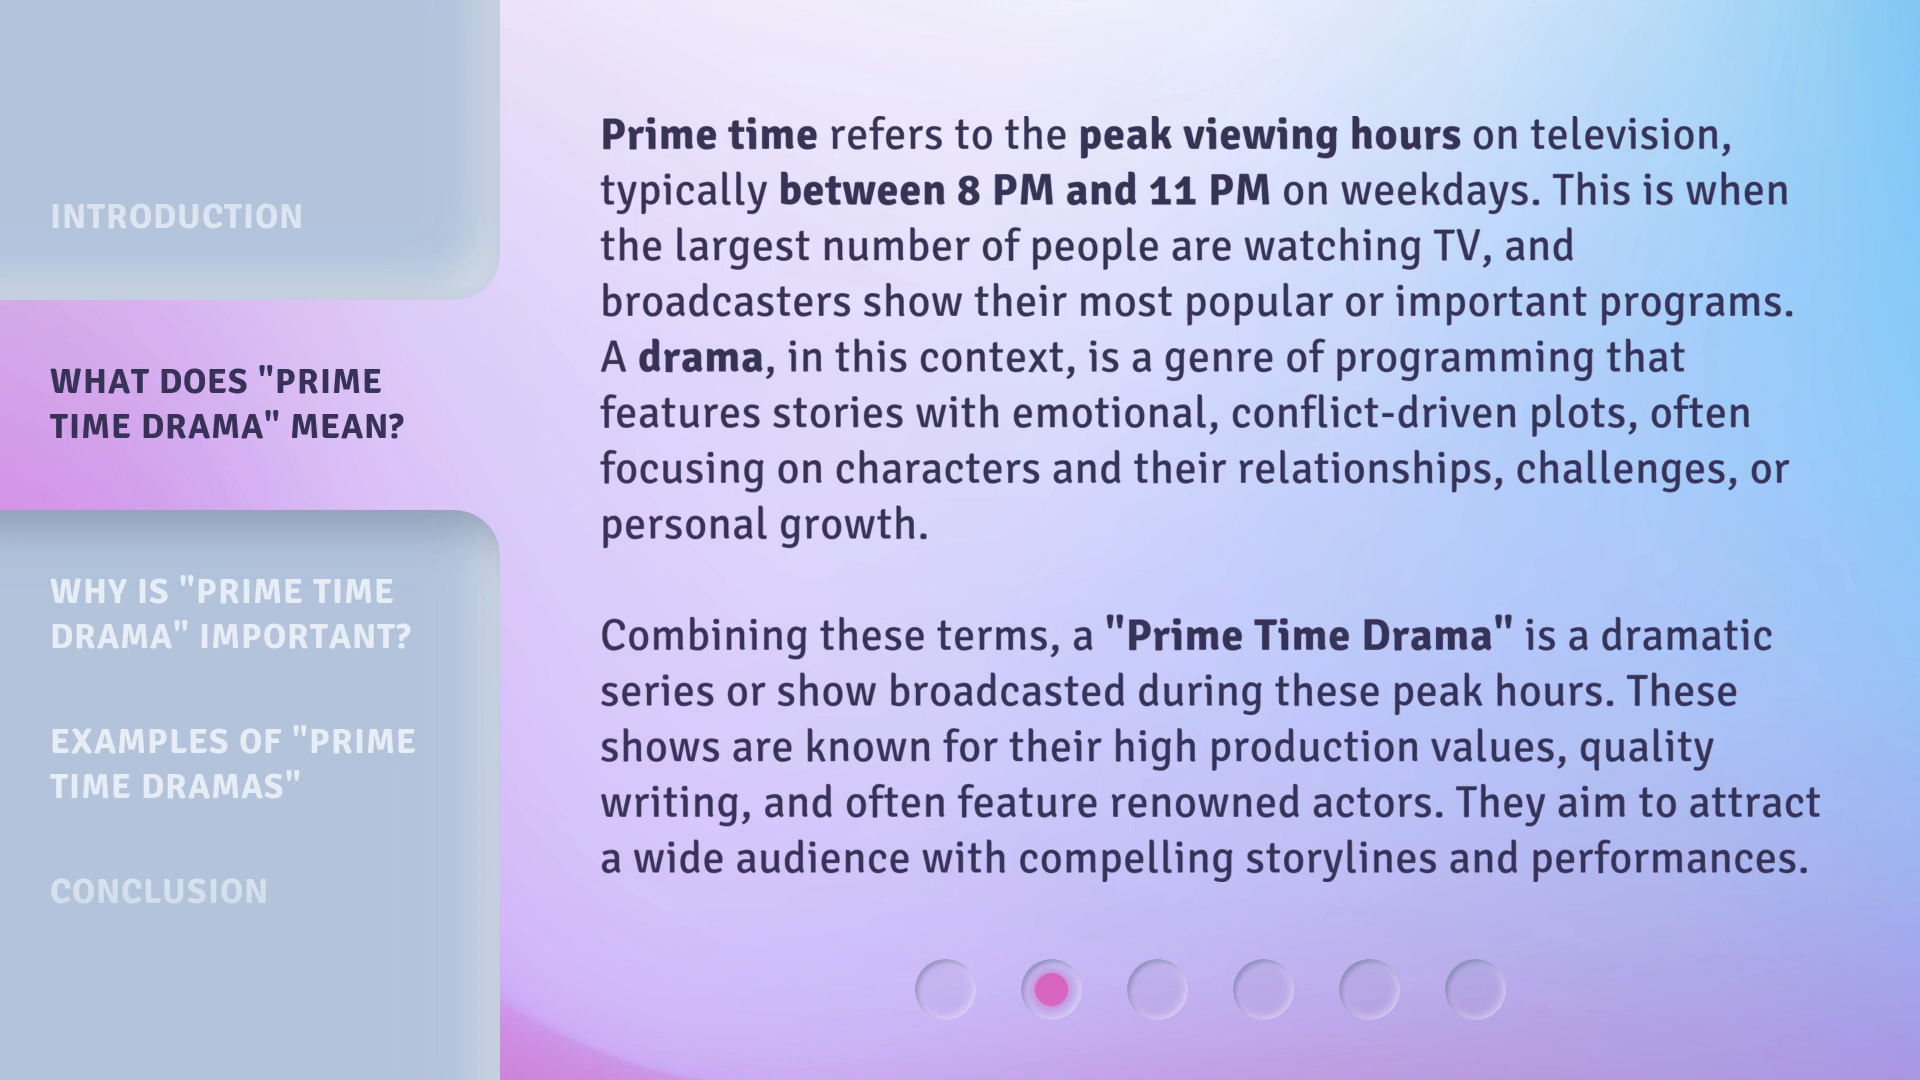 INTRODUCTION
WHAT DOES "PRIME
TIME DRAMA" MEAN?
WHY IS "PRIME TIME
DRAMA" IMPORTANT?
EXAMPLES OF "PRIME
TIME DRAMAS"
CONCLUSION
Prime time refers to the peak viewing hours on television,
typically between 8 PM and 11 PM on weekdays. This is when
the largest number of people are watching TV, and
broadcasters show their most popular or important programs.
A drama, in this context, is a genre of programming that
features stories with emotional, conflict-driven plots, often
focusing on characters and their relationships, challenges, or
personal growth.
Combining these terms, a "Prime Time Drama" is a dramatic
series or show broadcasted during these peak hours. These
shows are known for their high production values, quality
writing, and often feature renowned actors. They aim to attract
a wide audience with compelling storylines and performances.